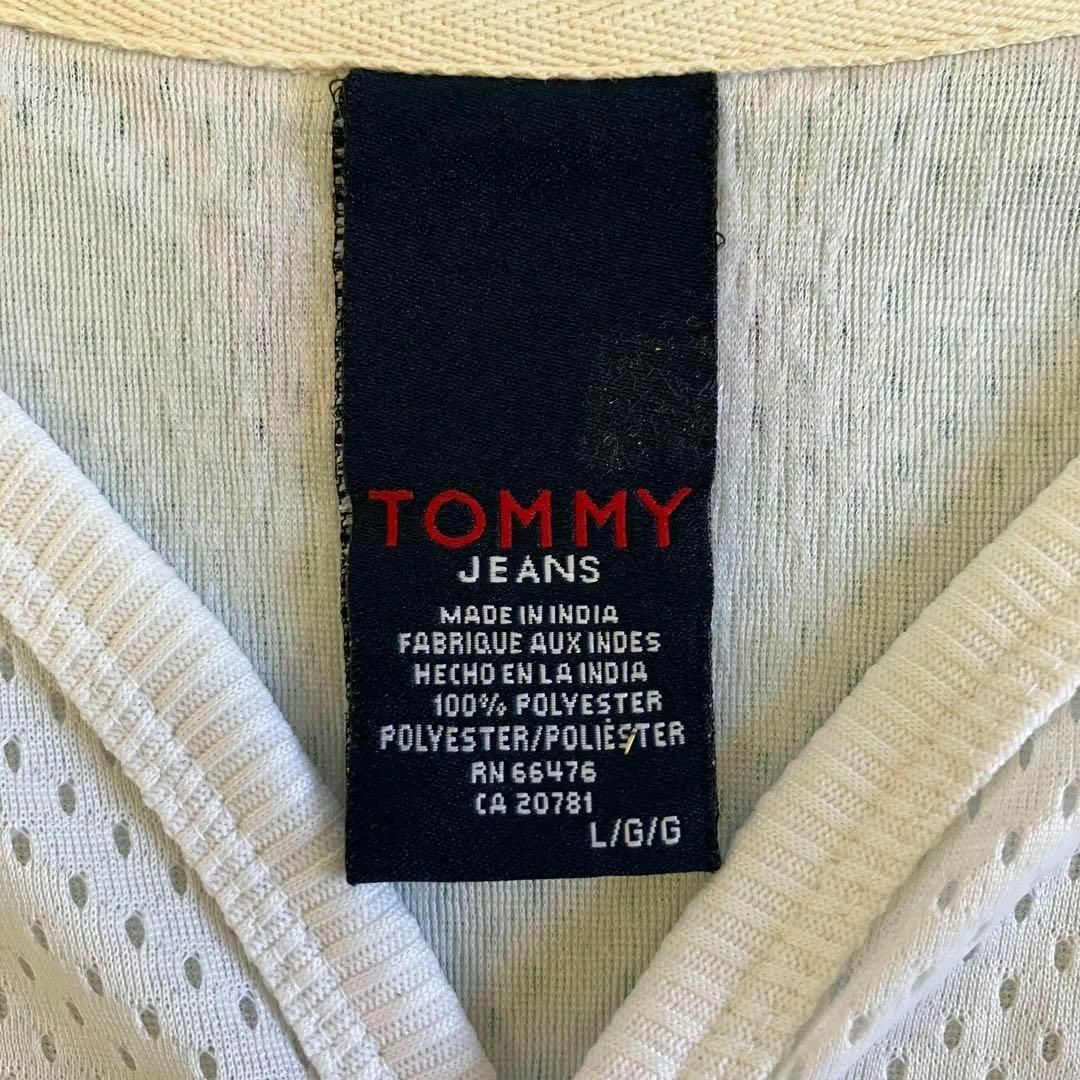 TOMMY
JEANS
MADE IN INDIA
FABRIQUE AUX INDES
HECHO EN LA INDIA
100% POLYESTER
POLYESTER/POLIÉSTER
RN 66476
CA 20781
L/G/G